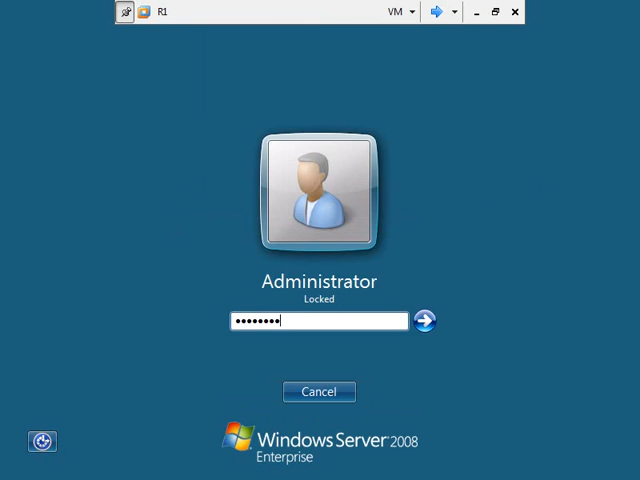 R1
VM
Administrator
Locked
••••••••
Cancel
Windows Server 2008
Enterprise